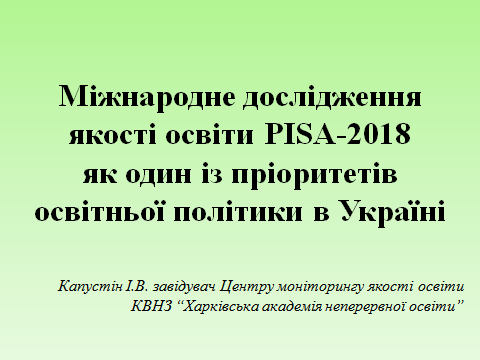 Міжнародне дослідження
якості освіти PISA-2018
як один із пріоритетів
освітньої політики в Україні
Капустін І.В. завідувач Центру моніторингу якості освіти
КВНЗ “Харківська академія неперервної освіти”